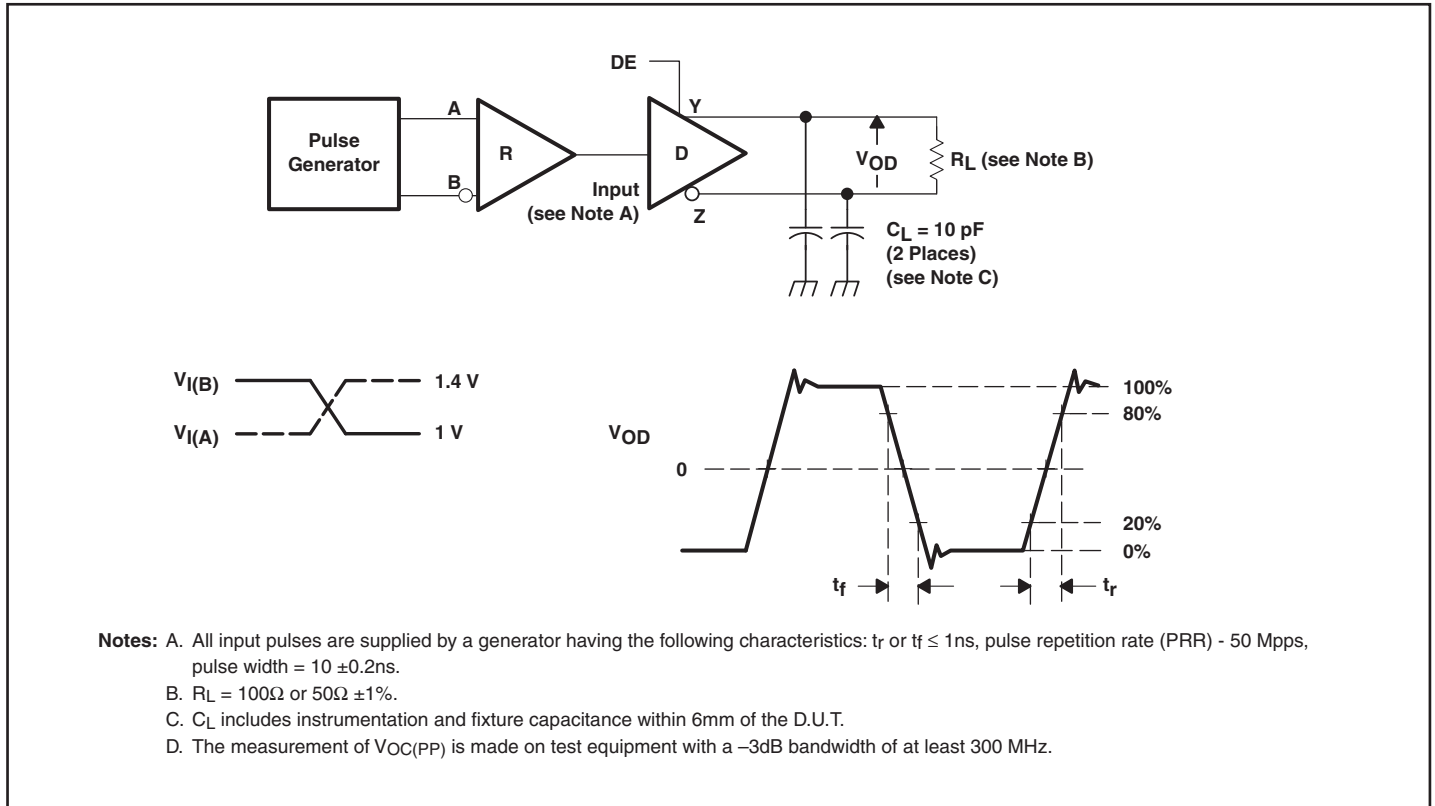 DE
A
Y
Pulse
Generator
R
D
VOD
RL (see Note B)
B
Input
(see Note A)
Z
CL = 10 pF
(2 Places)
(see Note C)
VI(B)
1.4 V
VI(A)
1 V
100%
80%
VOD
0
20%
0%
tf
tr
Notes: A. All input pulses are supplied by a generator having the following characteristics: tr or tf ≤ 1ns, pulse repetition rate (PRR) - 50 Mpps,
pulse width = 10 ±0.2ns.
B. RL = 100Ω or 50Ω ±1%.
C. CL includes instrumentation and fixture capacitance within 6mm of the D.U.T.
D. The measurement of VOC(PP) is made on test equipment with a –3dB bandwidth of at least 300 MHz.